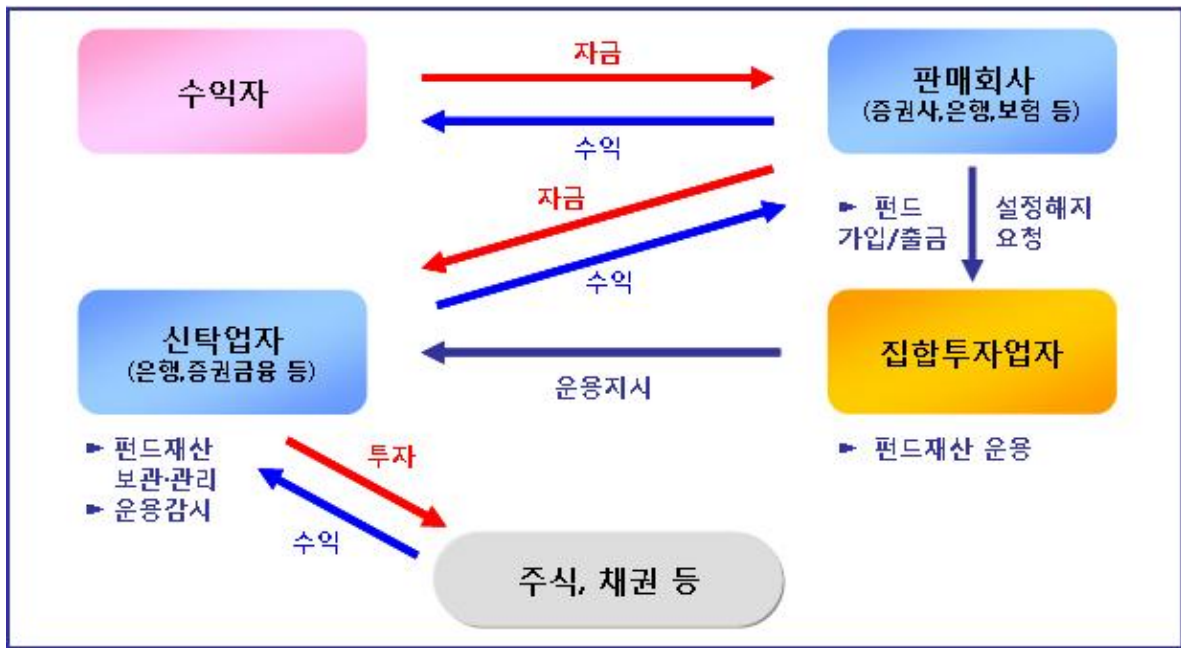 수익자
자금
수익
판매회사
(증권사,은행,보험 등)
► 펀드
가입/출금
설정해지
요청
자금
수익
신탁업자
(은행,증권금융 등)
운용지시
집합투자업자
► 펀드재산
보관·관리
► 운용감시
► 펀드재산 운용
투자
수익
주식, 채권 등